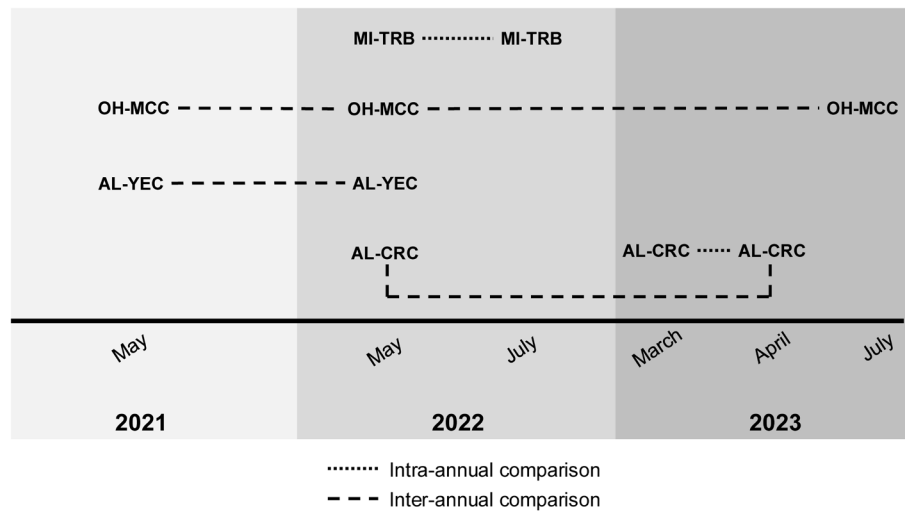 MI-TRB MI-TRB
OH-MCC OH-MCC OH-MCC
AL-YEC AL-YEC
AL-CRC AL-CRC AL-CRC
May May July March April July
2021 2022 2023
Intra-annual comparison
Inter-annual comparison